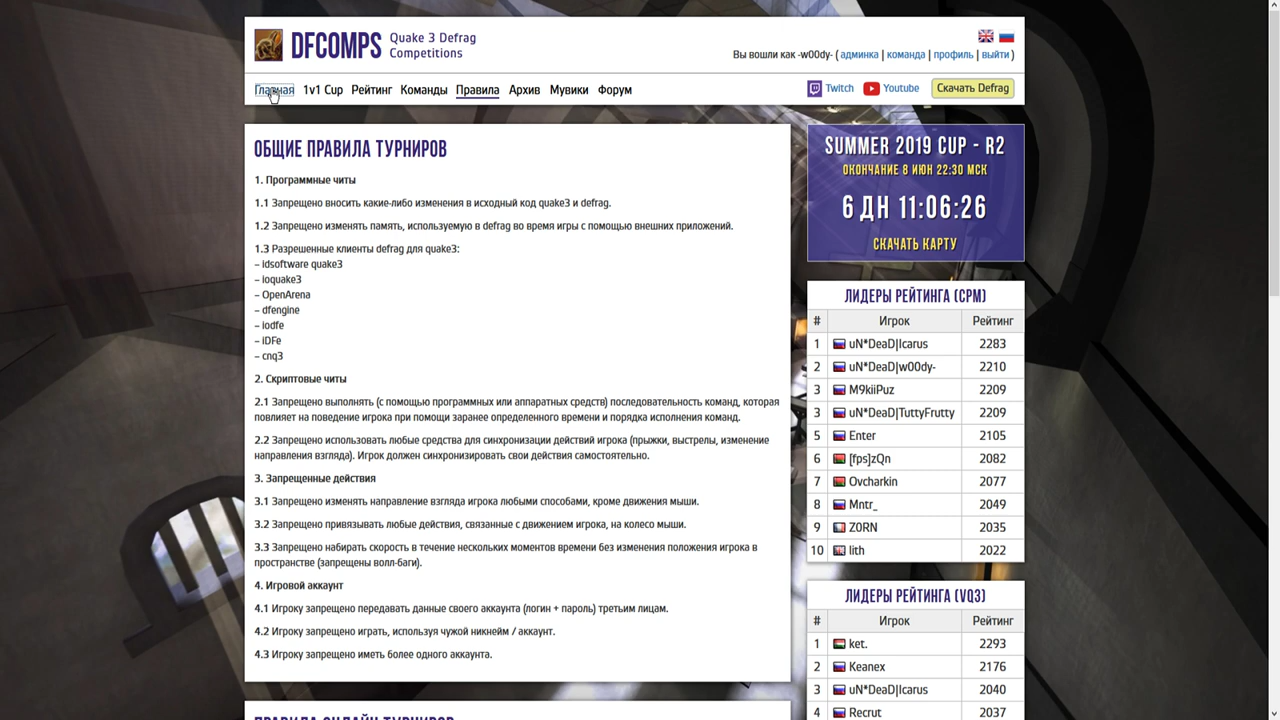 DFCOMPS
Quake 3 Defrag
Competitions
Вы вошли как -w00dy- ( админка | команда | профиль | выйти )
Главная 1v1 Cup Рейтинг Команды Правила Архив Мувики Форум
Twitch Youtube Скачать Defrag
ОБЩИЕ ПРАВИЛА ТУРНИРОВ
1. Программные читы
1.1 Запрещено вносить какие-либо изменения в исходный код quake3 и defrag.
1.2 Запрещено изменять память, используемую в defrag во время игры с помощью внешних приложений.
1.3 Разрешенные клиенты defrag для quake3:
– idsoftware quake3
– ioquake3
– OpenArena
– dfengine
– iodfe
– iDFe
– cnq3
2. Скриптовые читы
2.1 Запрещено выполнять (с помощью программных или аппаратных средств) последовательность команд, которая
повлияет на поведение игрока при помощи заранее определенного времени и порядка исполнения команд.
2.2 Запрещено использовать любые средства для синхронизации действий игрока (прыжки, выстрелы, изменение
направления взгляда). Игрок должен синхронизировать свои действия самостоятельно.
3. Запрещенные действия
3.1 Запрещено изменять направление взгляда игрока любыми способами, кроме движения мыши.
3.2 Запрещено привязывать любые действия, связанные с движением игрока, на колесо мыши.
3.3 Запрещено набирать скорость в течение нескольких моментов времени без изменения положения игрока в
пространстве (запрещены волл-баги).
4. Игровой аккаунт
4.1 Игроку запрещено передавать данные своего аккаунта (логин + пароль) третьим лицам.
4.2 Игроку запрещено играть, используя чужой никнейм / аккаунт.
4.3 Игроку запрещено иметь более одного аккаунта.
ПРАВИЛА ОНЛАЙН ТУРНИРОВ
SUMMER 2019 CUP - R2
ОКОНЧАНИЕ 8 ИЮН 22:30 МСК
6 ДН 11:06:26
СКАЧАТЬ КАРТУ
ЛИДЕРЫ РЕЙТИНГА (CPM)
# Игрок Рейтинг
1 uN*DeaD|Icarus 2283
2 uN*DeaD|w00dy- 2210
3 M9kiiPuz 2209
3 uN*DeaD|TuttyFrutty 2209
5 Enter 2105
6 [fps]zQn 2082
7 Ovcharkin 2077
8 Mntr_ 2049
9 Z0RN 2035
10 lith 2022
ЛИДЕРЫ РЕЙТИНГА (VQ3)
# Игрок Рейтинг
1 ket. 2293
2 Keanex 2176
3 uN*DeaD|Icarus 2040
4 Recrut 2037